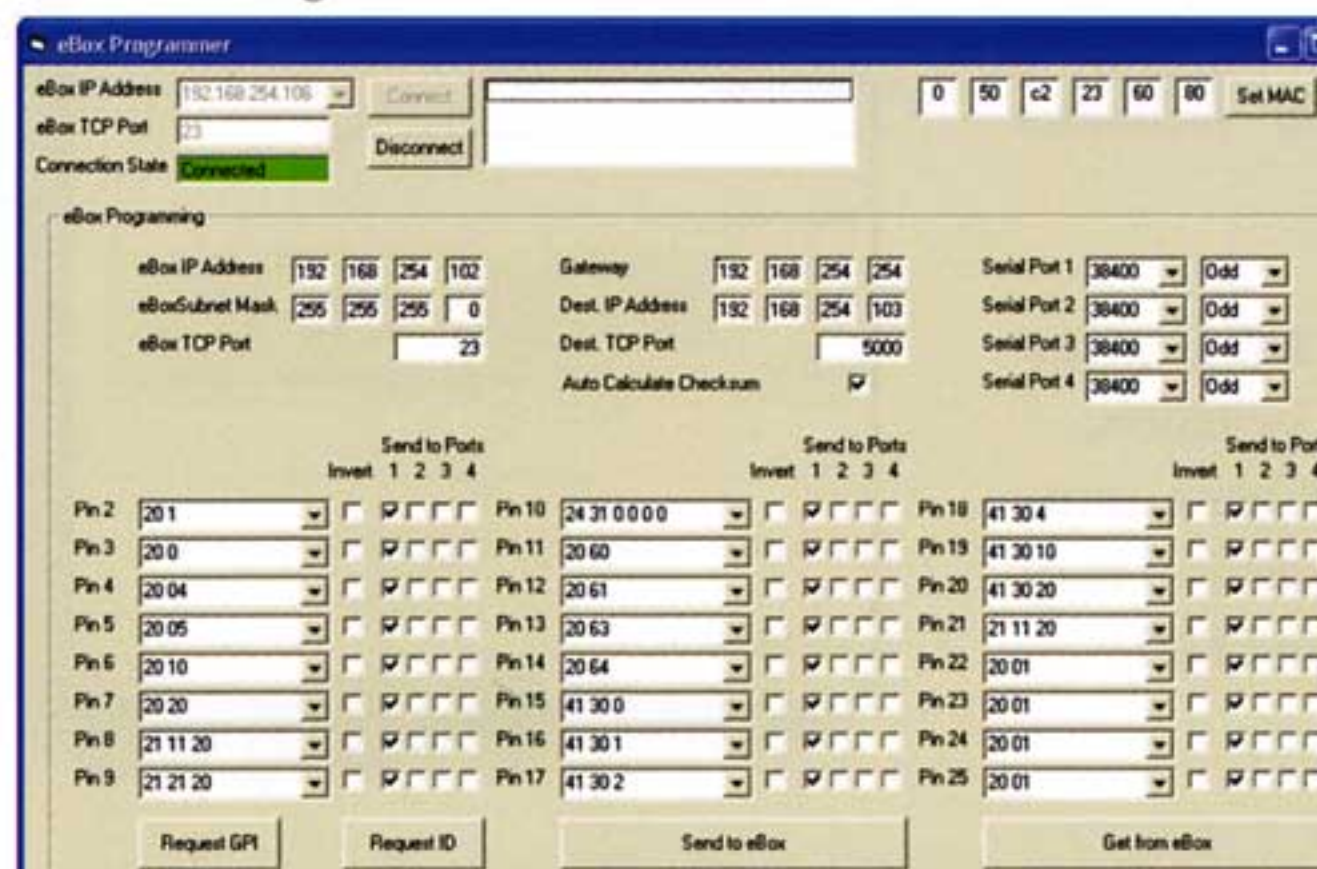 eBox Programmer
eBox IP Address 192.168.254.106 Connect 0 50 c2 23 60 80 Set MAC
eBox TCP Port 23
Disconnect
Connection State Connected
eBox Programming
eBox IP Address 192 168 254 102 Gateway 192 168 254 254 Serial Port 1 38400 Odd
eBoxSubnet Mask 255 255 255 0 Dest. IP Address 192 168 254 103 Serial Port 2 38400 Odd
eBox TCP Port 23 Dest. TCP Port 5000 Serial Port 3 38400 Odd
Auto Calculate Checksum Serial Port 4 38400 Odd
Send to Ports Send to Ports Send to Por
Invert 1 2 3 4 Invert 1 2 3 4 Invert 1 2 3 4
Pin 2 20 1 Pin 10 24 31 0 0 0 0 Pin 18 41 30 4
Pin 3 20 0 Pin 11 20 60 Pin 19 41 30 10
Pin 4 20 04 Pin 12 20 61 Pin 20 41 30 20
Pin 5 20 05 Pin 13 20 63 Pin 21 21 11 20
Pin 6 20 10 Pin 14 20 64 Pin 22 20 01
Pin 7 20 20 Pin 15 41 30 0 Pin 23 20 01
Pin 8 21 11 20 Pin 16 41 30 1 Pin 24 20 01
Pin 9 21 21 20 Pin 17 41 30 2 Pin 25 20 01
Request GPI Request ID Send to eBox Get from eBox